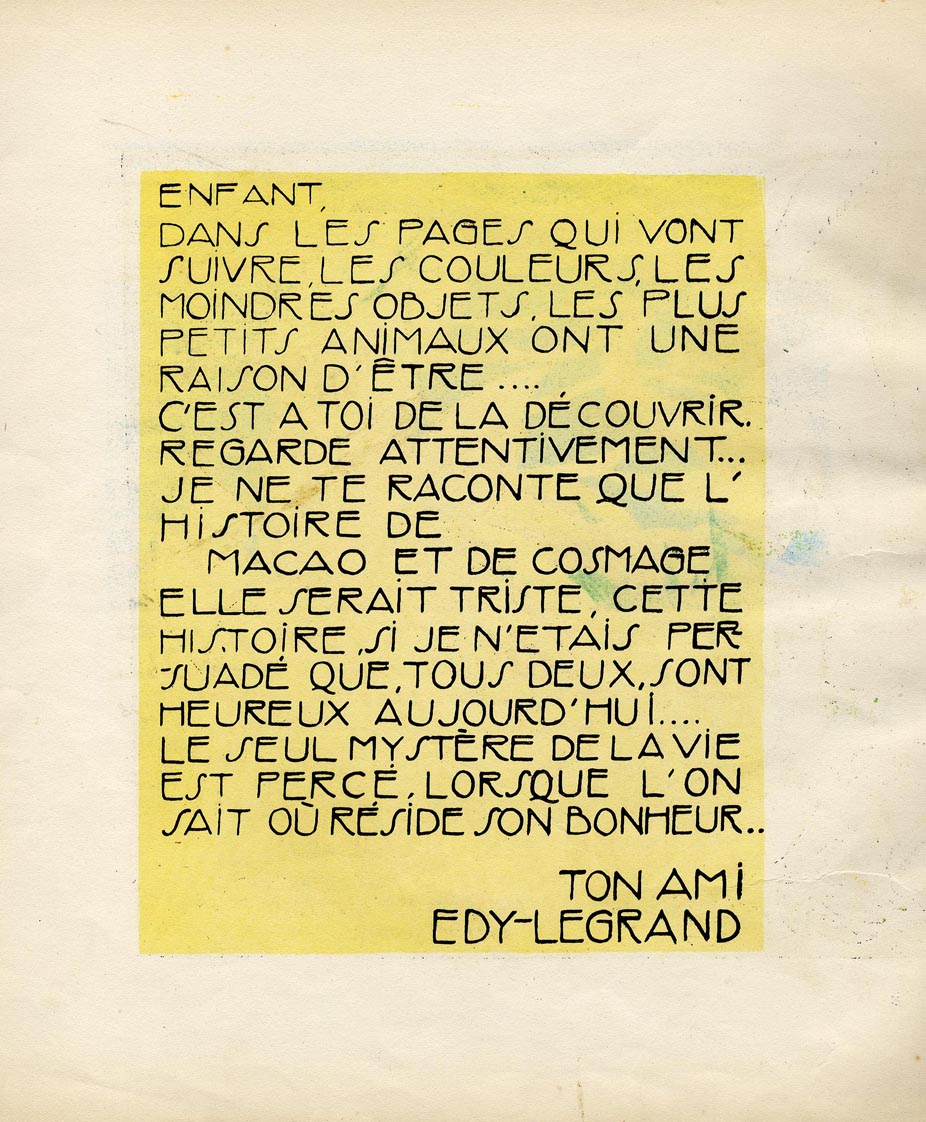 ENFANT,
DANS LES PAGES QUI VONT
SUIVRE, LES COULEURS, LES
MOINDRES OBJETS, LES PLUS
PETITS ANIMAUX ONT UNE
RAISON D'ÊTRE ....
C'EST A TOI DE LA DÉCOUVRIR.
REGARDE ATTENTIVEMENT...
JE NE TE RACONTE QUE L'
HISTOIRE DE
MACAO ET DE COSMAGE
ELLE SERAIT TRISTE, CETTE
HISTOIRE, SI JE N'ETAIS PER-
SUADÉ QUE, TOUS DEUX, SONT
HEUREUX AUJOURD'HUI....
LE SEUL MYSTÈRE DE LA VIE
EST PERCÉ, LORSQUE L'ON
SAIT OÙ RÉSIDE SON BONHEUR..
TON AMI
EDY-LEGRAND